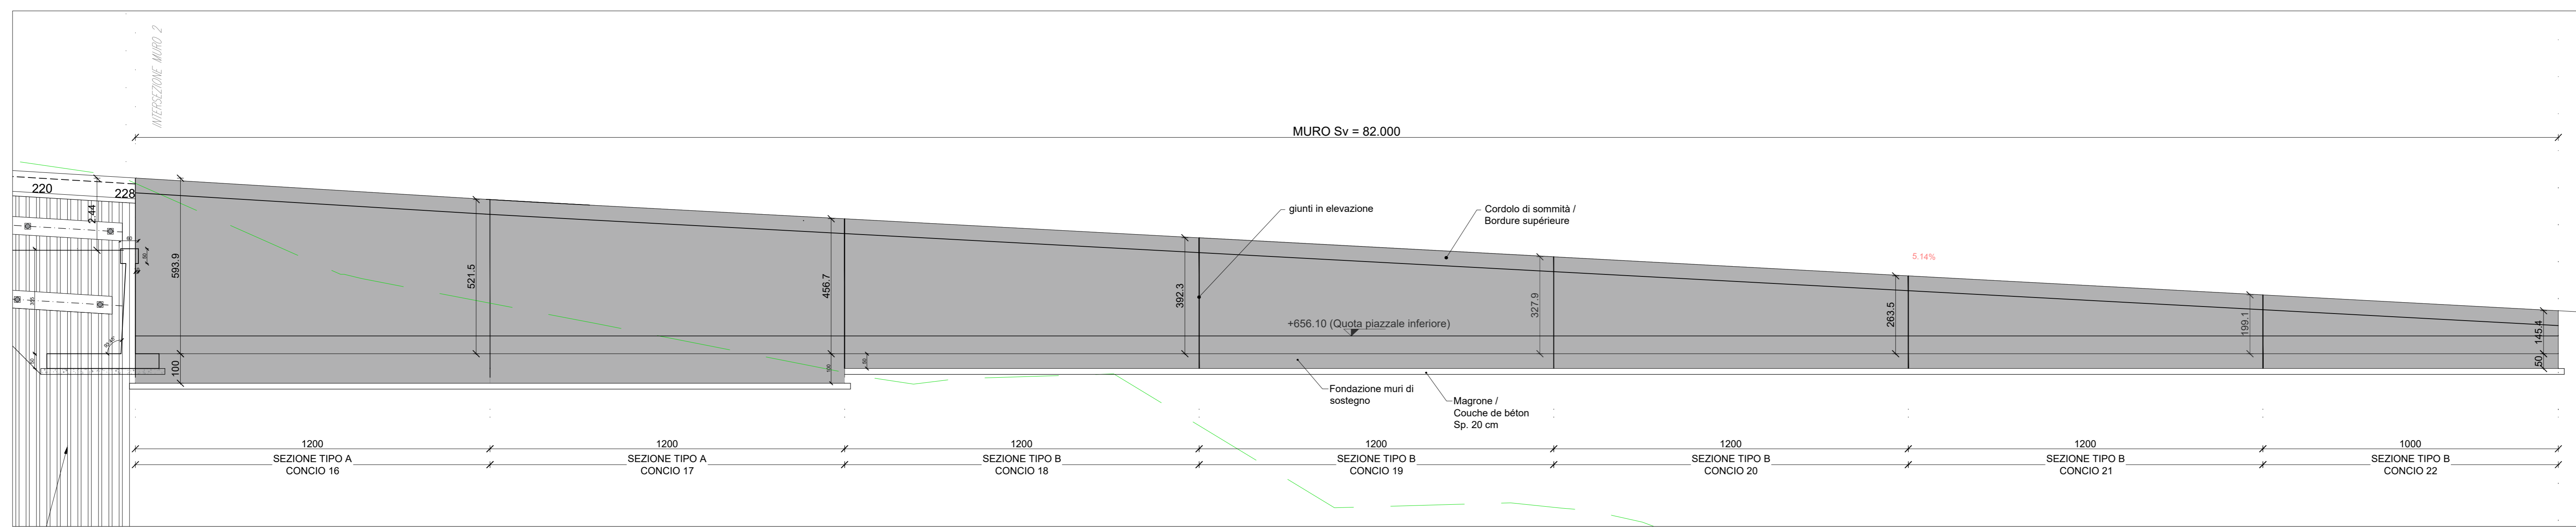 INTERSEZIONE MURO 2
MURO Sv = 82.000
220
228
2.44
593.9
521.5
456.7
392.3
327.9
263.5
199.1
145.4
giunti in elevazione
Cordolo di sommità /
Bordure supérieure
5.14%
+656.10 (Quota piazzale inferiore)
50
50
100
100
50
50
Fondazione muri di
sostegno
Magrone /
Couche de béton
Sp. 20 cm
1200
1200
1200
1200
1200
1200
1000
SEZIONE TIPO A
CONCIO 16
SEZIONE TIPO A
CONCIO 17
SEZIONE TIPO B
CONCIO 18
SEZIONE TIPO B
CONCIO 19
SEZIONE TIPO B
CONCIO 20
SEZIONE TIPO B
CONCIO 21
SEZIONE TIPO B
CONCIO 22